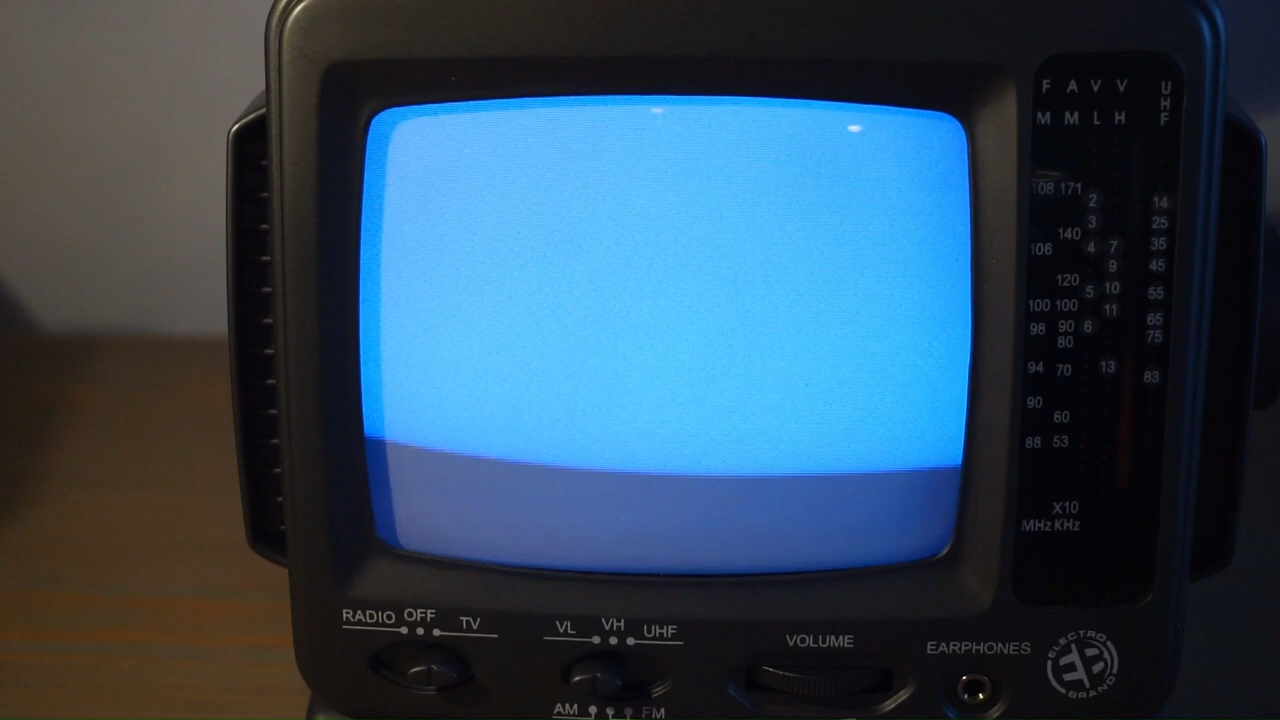 F A V V U
M M L H H
F
108 171
2 14
3 25
140
106 4 7 35
9 45
120
5 10 55
100 100 11
98 90 6 65
80 75
94 70 13 83
90
60
88 53
X10
MHz KHz
RADIO OFF TV
VL VH UHF
VOLUME
EARPHONES
ELECTRO
EB
BRAND
AM FM